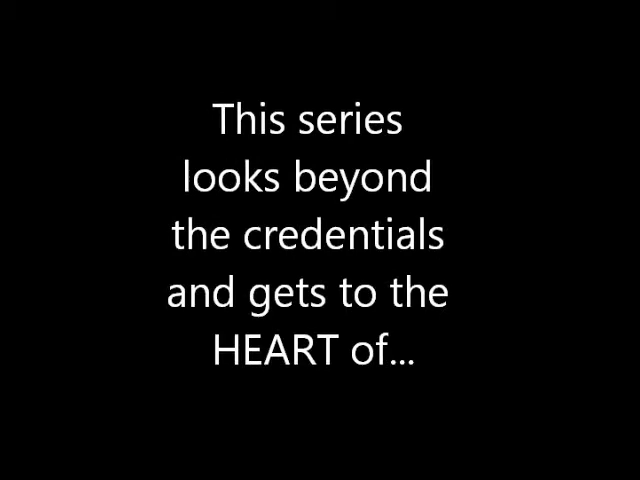 This series
looks beyond
the credentials
and gets to the
HEART of...